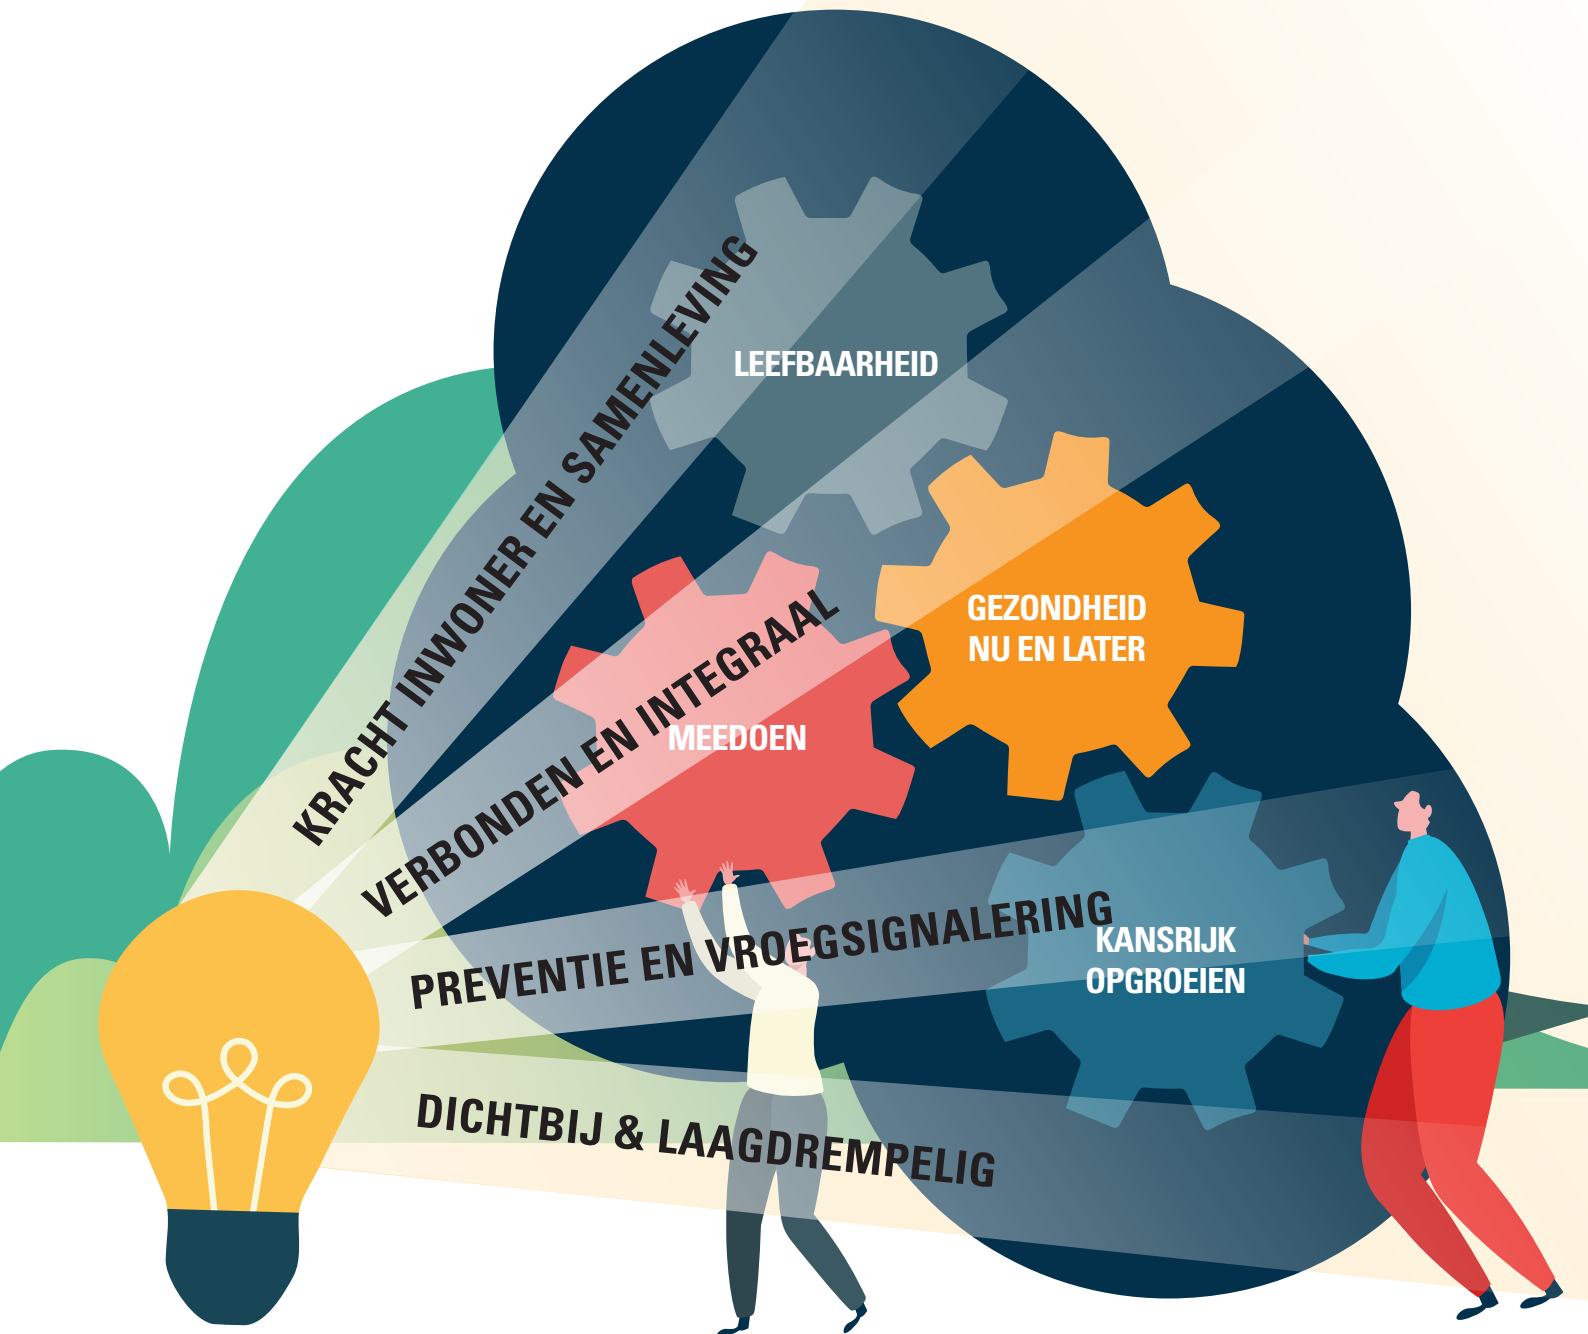 KRACHT INWONER EN SAMENLEVING
LEEFBAARHEID
VERBONDEN EN INTEGRAAL
GEZONDHEID
NU EN LATER
MEEDOEN
PREVENTIE EN VROEGSIGNALERING
KANSRIJK
OPGROEIEN
DICHTBIJ & LAAGDREMPELIG